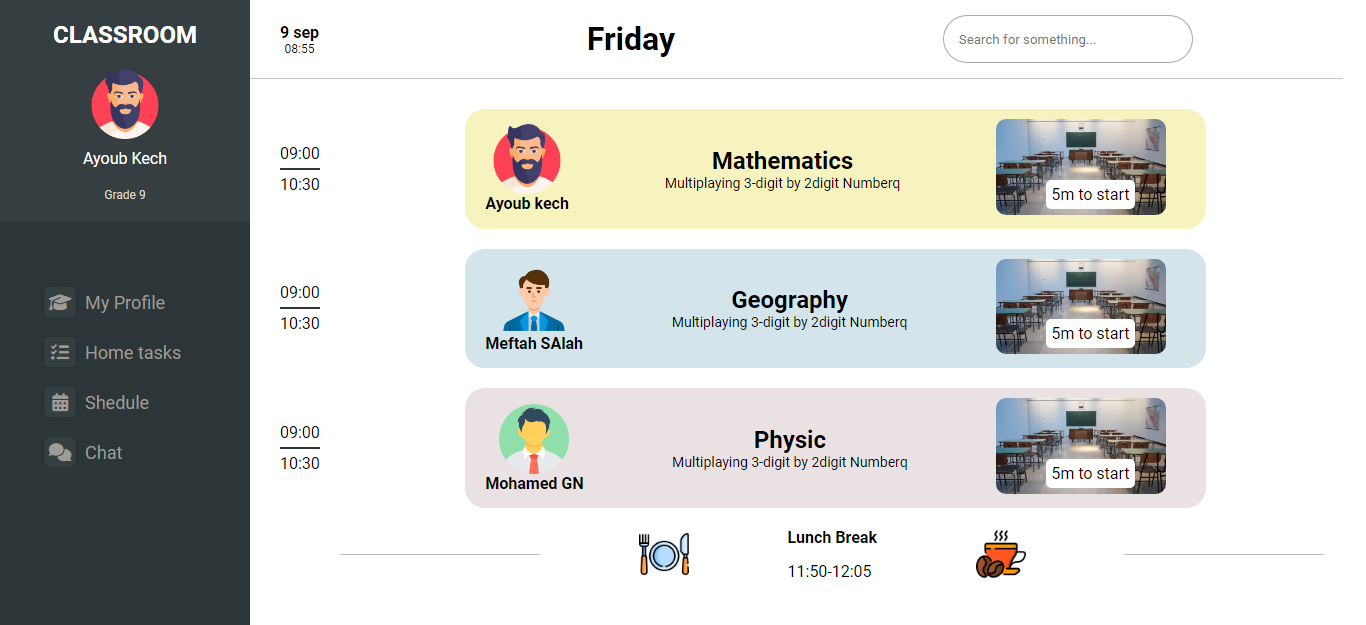 CLASSROOM
Ayoub Kech
Grade 9
My Profile
Home tasks
Shedule
Chat
9 sep
08:55
Friday
Search for something...
09:00
10:30
Ayoub kech
Mathematics
Multiplaying 3-digit by 2digit Numberq
5m to start
09:00
10:30
Meftah SAlah
Geography
Multiplaying 3-digit by 2digit Numberq
5m to start
09:00
10:30
Mohamed GN
Physic
Multiplaying 3-digit by 2digit Numberq
5m to start
Lunch Break
11:50-12:05